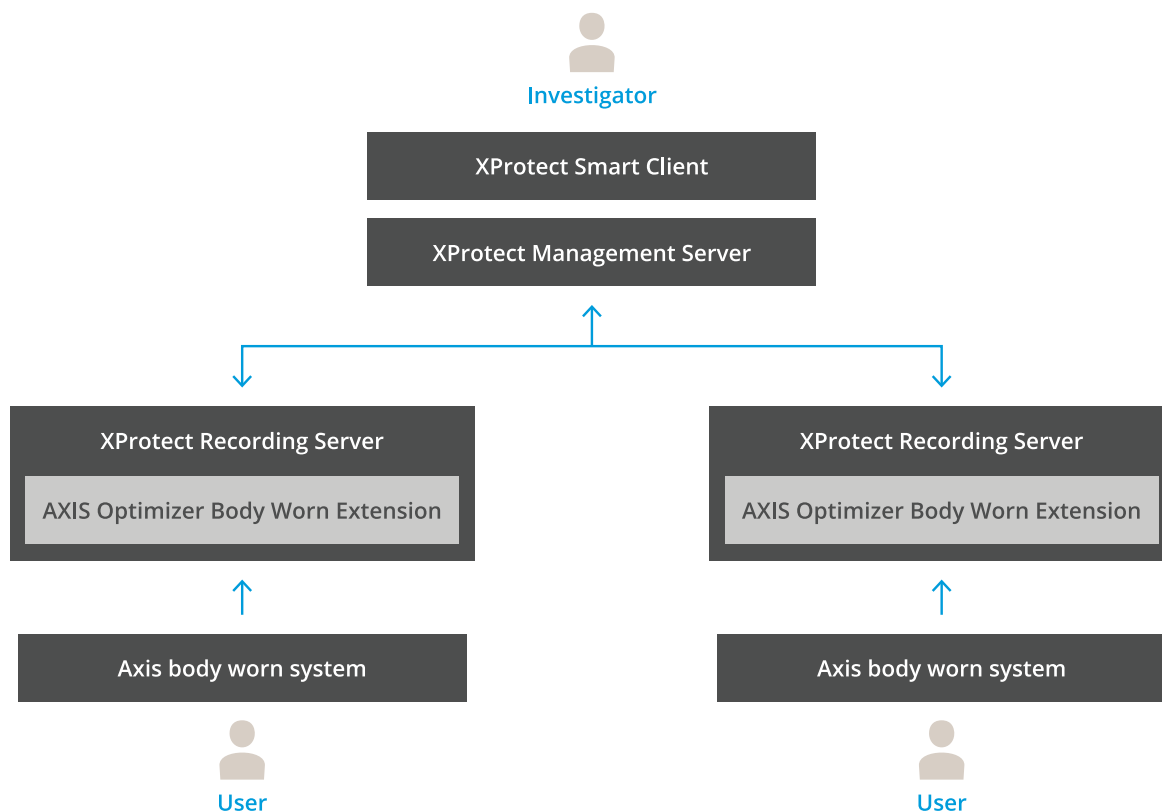 Investigator
XProtect Smart Client
XProtect Management Server
XProtect Recording Server
AXIS Optimizer Body Worn Extension
Axis body worn system
User
XProtect Recording Server
AXIS Optimizer Body Worn Extension
Axis body worn system
User